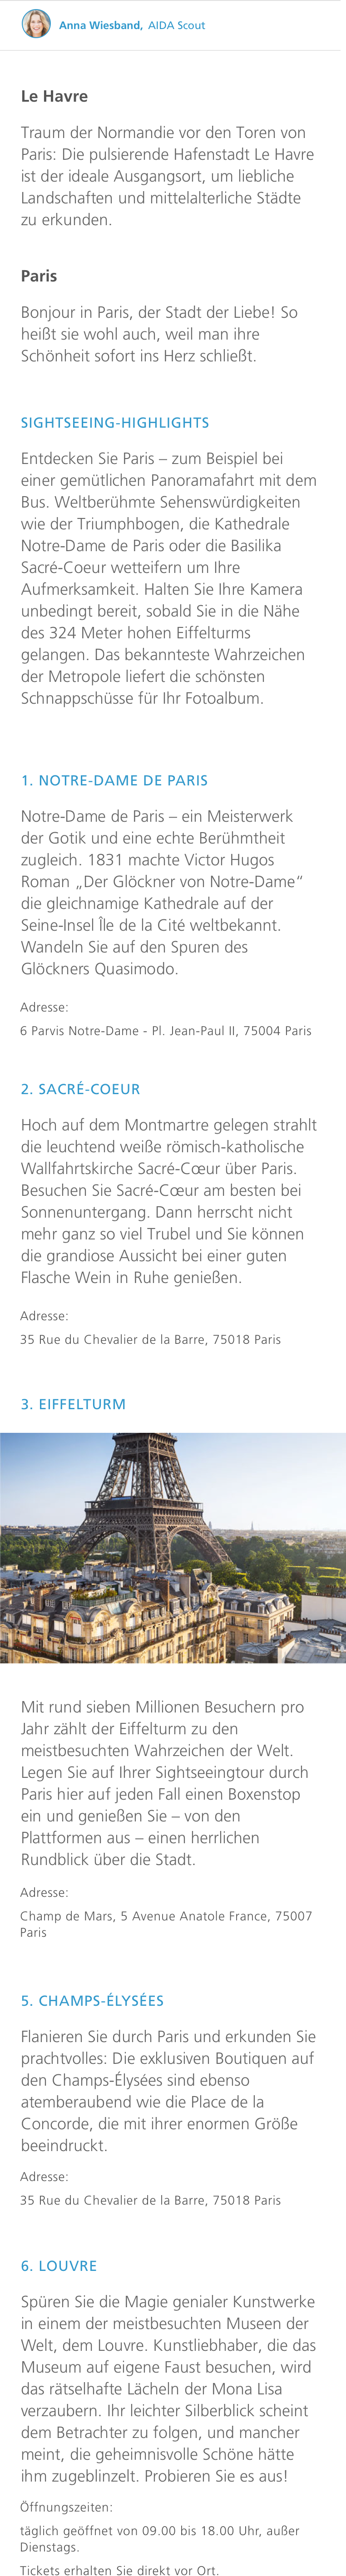 Anna Wiesband, AIDA Scout
Le Havre
Traum der Normandie vor den Toren von
Paris: Die pulsierende Hafenstadt Le Havre
ist der ideale Ausgangsort, um liebliche
Landschaften und mittelalterliche Städte
zu erkunden.
Paris
Bonjour in Paris, der Stadt der Liebe! So
heißt sie wohl auch, weil man ihre
Schönheit sofort ins Herz schließt.
SIGHTSEEING-HIGHLIGHTS
Entdecken Sie Paris – zum Beispiel bei
einer gemütlichen Panoramafahrt mit dem
Bus. Weltberühmte Sehenswürdigkeiten
wie der Triumphbogen, die Kathedrale
Notre-Dame de Paris oder die Basilika
Sacré-Coeur wetteifern um Ihre
Aufmerksamkeit. Halten Sie Ihre Kamera
unbedingt bereit, sobald Sie in die Nähe
des 324 Meter hohen Eiffelturms
gelangen. Das bekannteste Wahrzeichen
der Metropole liefert die schönsten
Schnappschüsse für Ihr Fotoalbum.
1. NOTRE-DAME DE PARIS
Notre-Dame de Paris – ein Meisterwerk
der Gotik und eine echte Berühmtheit
zugleich. 1831 machte Victor Hugos
Roman „Der Glöckner von Notre-Dame“
die gleichnamige Kathedrale auf der
Seine-Insel Île de la Cité weltbekannt.
Wandeln Sie auf den Spuren des
Glöckners Quasimodo.
Adresse:
6 Parvis Notre-Dame - Pl. Jean-Paul II, 75004 Paris
2. SACRÉ-COEUR
Hoch auf dem Montmartre gelegen strahlt
die leuchtend weiße römisch-katholische
Wallfahrtskirche Sacré-Cœur über Paris.
Besuchen Sie Sacré-Cœur am besten bei
Sonnenuntergang. Dann herrscht nicht
mehr ganz so viel Trubel und Sie können
die grandiose Aussicht bei einer guten
Flasche Wein in Ruhe genießen.
Adresse:
35 Rue du Chevalier de la Barre, 75018 Paris
3. EIFFELTURM
Mit rund sieben Millionen Besuchern pro
Jahr zählt der Eiffelturm zu den
meistbesuchten Wahrzeichen der Welt.
Legen Sie auf Ihrer Sightseeingtour durch
Paris hier auf jeden Fall einen Boxenstop
ein und genießen Sie – von den
Plattformen aus – einen herrlichen
Rundblick über die Stadt.
Adresse:
Champ de Mars, 5 Avenue Anatole France, 75007
Paris
5. CHAMPS-ÉLYSÉES
Flanieren Sie durch Paris und erkunden Sie
prachtvolles: Die exklusiven Boutiquen auf
den Champs-Élysées sind ebenso
atemberaubend wie die Place de la
Concorde, die mit ihrer enormen Größe
beeindruckt.
Adresse:
35 Rue du Chevalier de la Barre, 75018 Paris
6. LOUVRE
Spüren Sie die Magie genialer Kunstwerke
in einem der meistbesuchten Museen der
Welt, dem Louvre. Kunstliebhaber, die das
Museum auf eigene Faust besuchen, wird
das rätselhafte Lächeln der Mona Lisa
verzaubern. Ihr leichter Silberblick scheint
dem Betrachter zu folgen, und mancher
meint, die geheimnisvolle Schöne hätte
ihm zugeblinzelt. Probieren Sie es aus!
Öffnungszeiten:
täglich geöffnet von 09.00 bis 18.00 Uhr, außer
Dienstags.
Tickets erhalten Sie direkt vor Ort.